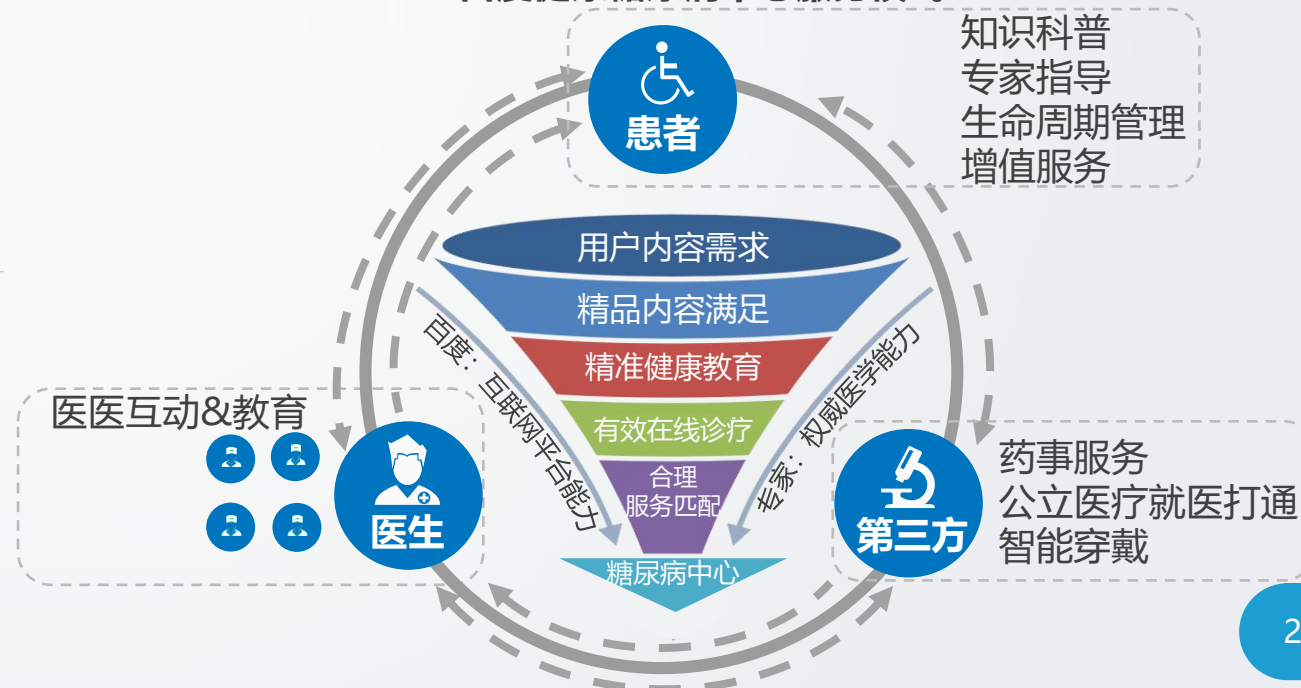 知识科普
专家指导
生命周期管理
增值服务
患者
用户内容需求
精品内容满足
精准健康教育
有效在线诊疗
合理
服务匹配
糖尿病中心
百度：互联网平台能力
专家：权威医学能力
医医互动&教育
医生
第三方
药事服务
公立医疗就医打通
智能穿戴
2